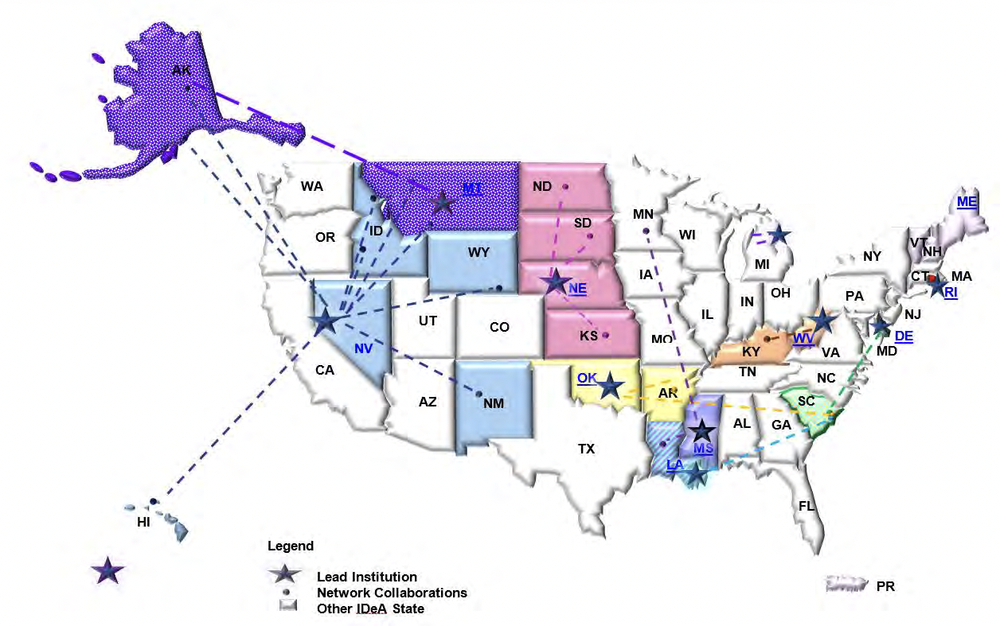 AK
WA
MT
ND
MN
ME
OR
ID
SD
WI
VT
NH
WY
MI
NY
IA
CT
MA
NE
OH
PA
RI
IN
UT
CO
IL
NJ
KS
MO
WV
DE
NV
KY
VA
MD
CA
TN
NC
OK
AR
SC
AZ
NM
AL
GA
TX
MS
LA
FL
HI
Legend
Lead Institution
Network Collaborations
Other IDeA State
PR